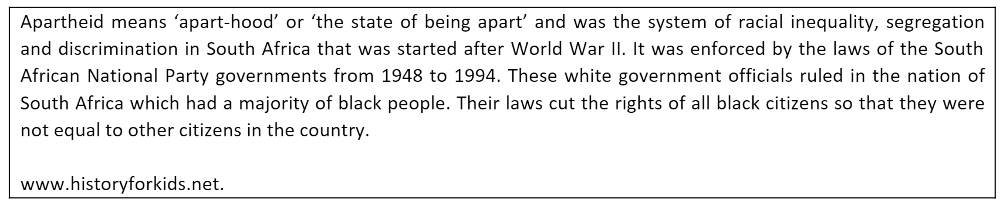 Apartheid means ‘apart-hood’ or ‘the state of being apart’ and was the system of racial inequality, segregation
and discrimination in South Africa that was started after World War II. It was enforced by the laws of the South
African National Party governments from 1948 to 1994. These white government officials ruled in the nation of
South Africa which had a majority of black people. Their laws cut the rights of all black citizens so that they were
not equal to other citizens in the country.
www.historyforkids.net.